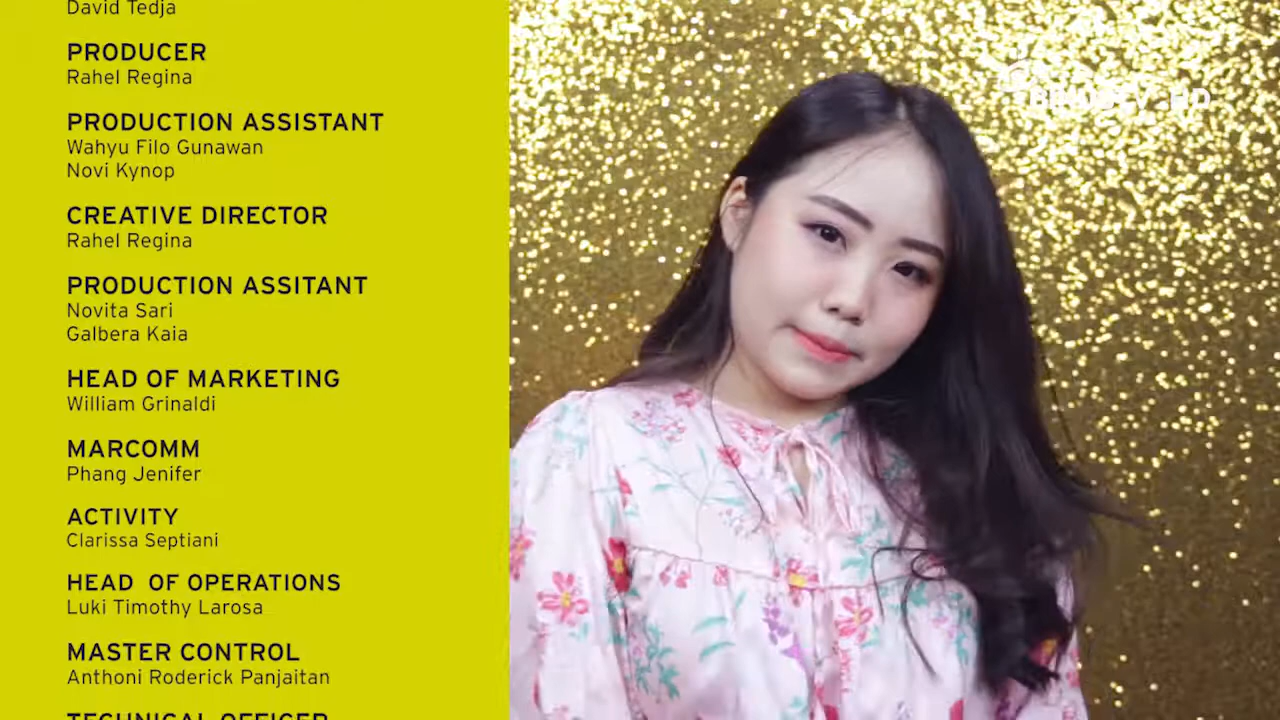 David Tedja
PRODUCER
Rahel Regina
PRODUCTION ASSISTANT
Wahyu Filo Gunawan
Novi Kynop
CREATIVE DIRECTOR
Rahel Regina
PRODUCTION ASSITANT
Novita Sari
Galbera Kaia
HEAD OF MARKETING
William Grinaldi
MARCOMM
Phang Jenifer
ACTIVITY
Clarissa Septiani
HEAD OF OPERATIONS
Luki Timothy Larosa
MASTER CONTROL
Anthoni Roderick Panjaitan
TECHNICAL OFFICER